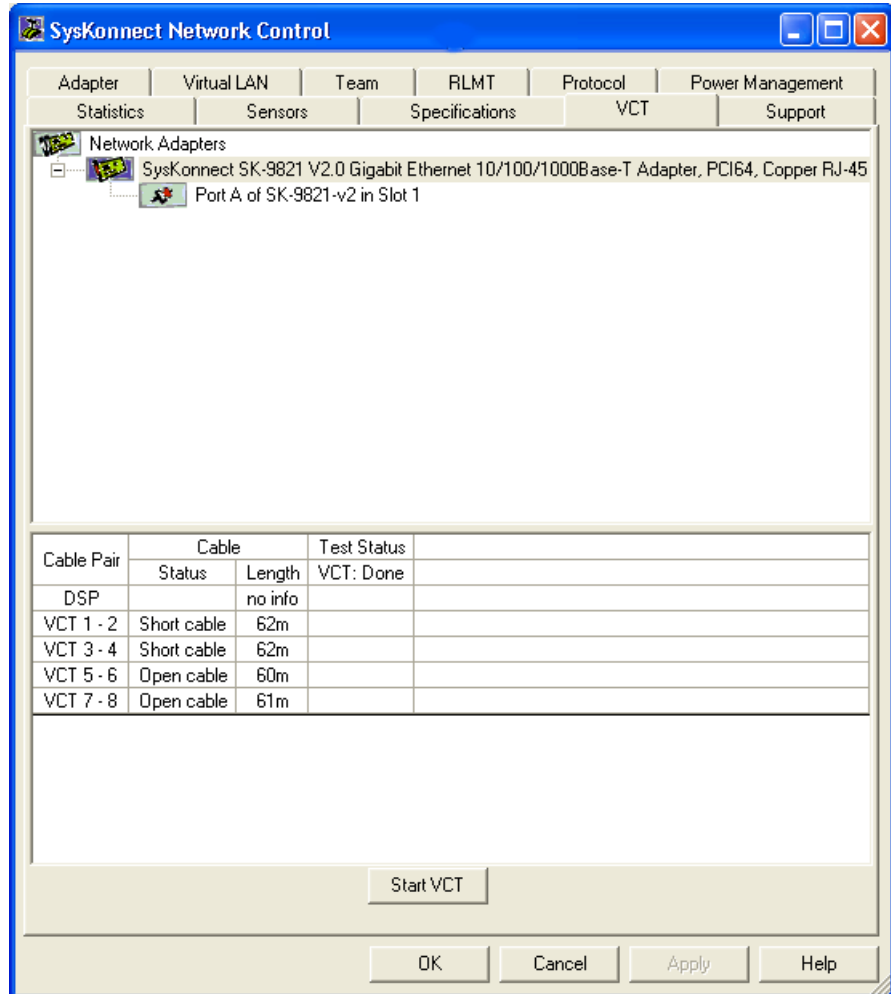 SysKonnect Network Control
Adapter Virtual LAN Team RLMT Protocol Power Management
Statistics Sensors Specifications VCT Support
Network Adapters
SysKonnect SK-9821 V2.0 Gigabit Ethernet 10/100/1000Base-T Adapter, PCI64, Copper RJ-45
Port A of SK-9821-v2 in Slot 1
Cable Pair Cable Test Status
Status Length VCT: Done
DSP no info
VCT 1 - 2 Short cable 62m
VCT 3 - 4 Short cable 62m
VCT 5 - 6 Open cable 60m
VCT 7 - 8 Open cable 61m
Start VCT
OK Cancel Apply Help